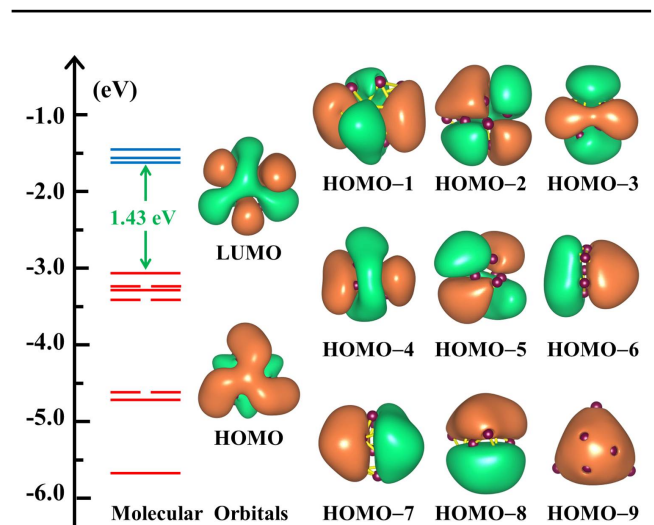 (eV)
-1.0
-2.0
-3.0
-4.0
-5.0
-6.0
1.43 eV
LUMO
HOMO
HOMO–1 HOMO–2 HOMO–3
HOMO–4 HOMO–5 HOMO–6
HOMO–7 HOMO–8 HOMO–9
Molecular Orbitals